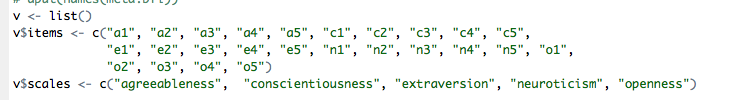 # dput(names(meta.bfi))
v <- list()
v$items <- c("a1", "a2", "a3", "a4", "a5", "c1", "c2", "c3", "c4", "c5",
"e1", "e2", "e3", "e4", "e5", "n1", "n2", "n3", "n4", "n5", "o1",
"o2", "o3", "o4", "o5")
v$scales <- c("agreeableness",  "conscientiousness", "extraversion", "neuroticism", "openness")